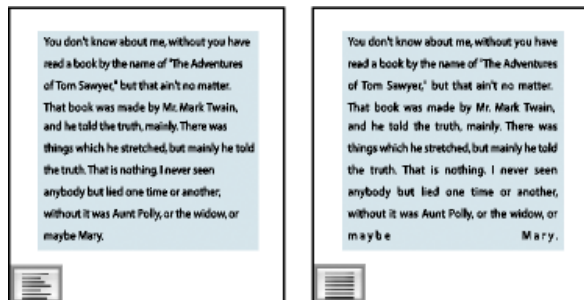 You don't know about me, without you have
read a book by the name of "The Adventures
of Tom Sawyer," but that ain't no matter.
That book was made by Mr. Mark Twain,
and he told the truth, mainly. There was
things which he stretched, but mainly he told
the truth. That is nothing. I never seen
anybody but lied one time or another,
without it was Aunt Polly, or the widow, or
maybe Mary.
You don't know about me, without you have
read a book by the name of "The Adventures
of Tom Sawyer," but that ain't no matter.
That book was made by Mr. Mark Twain,
and he told the truth, mainly. There was
things which he stretched, but mainly he told
the truth. That is nothing. I never seen
anybody but lied one time or another,
without it was Aunt Polly, or the widow, or
maybe Mary.